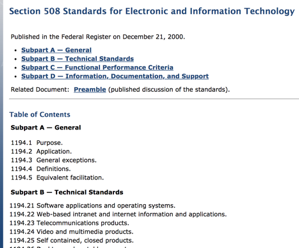 Section 508 Standards for Electronic and Information Technology
Published in the Federal Register on December 21, 2000.
• Subpart A — General
• Subpart B — Technical Standards
• Subpart C — Functional Performance Criteria
• Subpart D — Information, Documentation, and Support
Related Document: Preamble (published discussion of the standards).
Table of Contents
Subpart A — General
1194.1 Purpose.
1194.2 Application.
1194.3 General exceptions.
1194.4 Definitions.
1194.5 Equivalent facilitation.
Subpart B — Technical Standards
1194.21 Software applications and operating systems.
1194.22 Web-based intranet and internet information and applications.
1194.23 Telecommunications products.
1194.24 Video and multimedia products.
1194.25 Self contained, closed products.